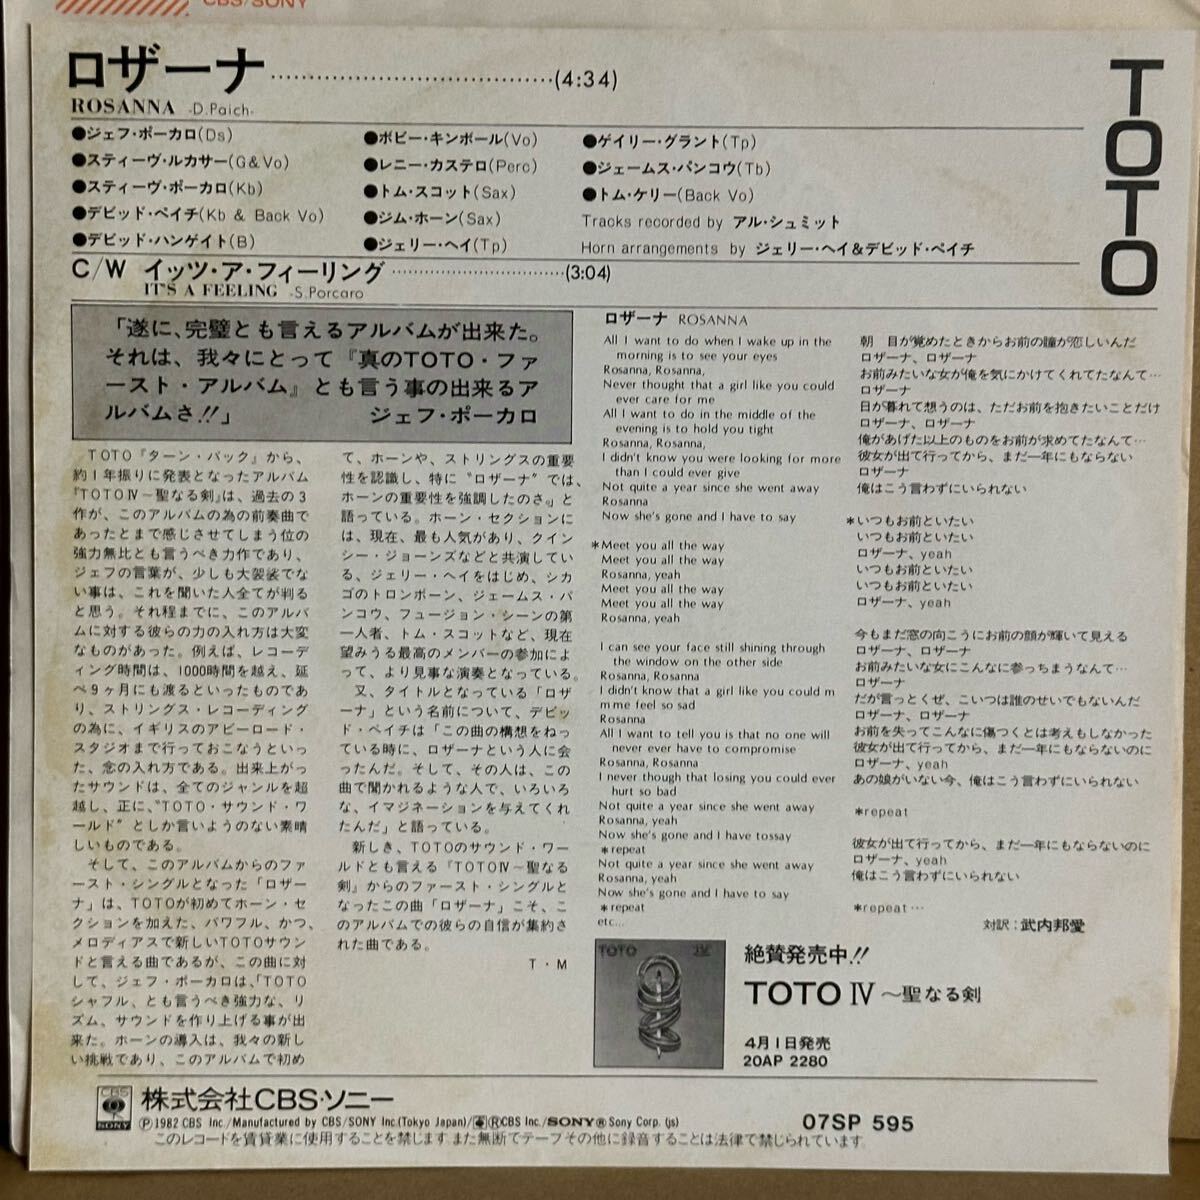 CBS/SONY
ロザーナ……………………………(4:34)
ROSANNA -D.Paich-
TOTO
●ジェフ・ポーカロ(Ds)
●スティーヴ・ルカサー(G&Vo)
●スティーヴ・ポーカロ(Kb)
●デビッド・ペイチ(Kb & Back Vo)
●デビッド・ハンゲイト(B)
●ボビー・キンボール(Vo)
●レニー・カステロ(Perc)
●トム・スコット(Sax)
●ジム・ホーン(Sax)
●ジェリー・ヘイ(Tp)
●ゲイリー・グラント(Tp)
●ジェームス・パンコウ(Tb)
●トム・ケリー(Back Vo)
Tracks recorded by アル・シュミット
Horn arrangements by ジェリー・ヘイ&デビッド・ペイチ
C/W イッツ・ア・フィーリング……………………………(3:04)
IT'S A FEELING -S.Porcaro
「遂に、完璧とも言えるアルバムが出来た。
それは、我々にとって『真のTOTO・ファ
ースト・アルバム』とも言う事の出来るア
ルバムさ!!」 ジェフ・ポーカロ
TOTO『ターン・バック』から、
約1年振りに発表となったアルバム
『TOTOⅣ〜聖なる剣』は、過去の3
作が、このアルバムの為の前奏曲で
あったとまで感じさせてしまう位の
強力無比とも言うべき力作であり、
ジェフの言葉が、少しも大袈裟でな
い事は、これを聞いた人全てが判る
と思う。それ程までに、このアルバ
ムに対する彼らの力の入れ方は大変
なものがあった。例えば、レコーデ
ィング時間は、1000時間を越え、延
べ9ヶ月にも渡るといったものであ
り、ストリングス・レコーディング
の為に、イギリスのアビーロード・
スタジオまで行っておこなうといっ
た、念の入れ方である。出来上がっ
たサウンドは、全てのジャンルを超
越し、正に、〝TOTO・サウンド・ワ
ールド〟としか言いようのない素晴
しいものである。
そして、このアルバムからのファ
ースト・シングルとなった「ロザー
ナ」は、TOTOが初めてホーン・セ
クションを加えた、パワフル、かつ、
メロディアスで新しいTOTOサウン
ドと言える曲であるが、この曲に対
して、ジェフ・ポーカロは、「TOTO
シャフル、とも言うべき強力な、リ
ズム、サウンドを作り上げる事が出
来た。ホーンの導入は、我々の新し
い挑戦であり、このアルバムで初め
て、ホーンや、ストリングスの重要
性を認識し、特に〝ロザーナ〟では、
ホーンの重要性を強調したのさ」と
語っている。ホーン・セクションに
は、現在、最も人気があり、クイン
シー・ジョーンズなどと共演してい
る、ジェリー・ヘイをはじめ、シカ
ゴのトロンボーン、ジェームス・パ
ンコウ、フュージョン・シーンの第
一人者、トム・スコットなど、現在
望みうる最高のメンバーの参加によ
って、より見事な演奏となっている。
又、タイトルとなっている「ロザ
ーナ」という名前について、デビッ
ド・ペイチは「この曲の構想をねっ
ている時に、ロザーナという人に会
ったんだ。そして、その人は、この
曲で聞かれるような人で、いろいろ
な、イマジネーションを与えてくれ
たんだ」と語っている。
新しき、TOTOのサウンド・ワー
ルドとも言える『TOTOⅣ〜聖なる
剣』からのファースト・シングルと
なったこの曲「ロザーナ」こそ、こ
のアルバムでの彼らの自信が集約さ
れた曲である。
T・M
ロザーナ ROSANNA
All I want to do when I wake up in the
morning is to see your eyes
Rosanna, Rosanna,
Never thought that a girl like you could
ever care for me
All I want to do in the middle of the
evening is to hold you tight
Rosanna, Rosanna,
I didn't know you were looking for more
than I could ever give
Not quite a year since she went away
Rosanna
Now she's gone and I have to say
*Meet you all the way
Meet you all the way
Rosanna, yeah
Meet you all the way
Meet you all the way
Rosanna, yeah
I can see your face still shining through
the window on the other side
Rosanna, Rosanna
I didn't know that a girl like you could m
m me feel so sad
Rosanna
All I want to tell you is that no one will
never ever have to compromise
Rosanna, Rosanna
I never though that losing you could ever
hurt so bad
Not quite a year since she went away
Rosanna, yeah
Now she's gone and I have tossay
*repeat
Not quite a year since she went away
Rosanna, yeah
Now she's gone and I have to say
*repeat
etc...
朝 目が覚めたときからお前の瞳が恋しいんだ
ロザーナ、ロザーナ
お前みたいな女が俺を気にかけてくれてたなんて…
ロザーナ
日が暮れて想うのは、ただお前を抱きたいことだけ
ロザーナ、ロザーナ
俺があげた以上のものをお前が求めてたなんて…
彼女が出て行ってから、まだ一年にもならない
ロザーナ
俺はこう言わずにいられない
*いつもお前といたい
いつもお前といたい
ロザーナ、yeah
いつもお前といたい
いつもお前といたい
ロザーナ、yeah
今もまだ窓の向こうにお前の顔が輝いて見える
ロザーナ、ロザーナ
お前みたいな女にこんなに参っちまうなんて…
ロザーナ
だが言っとくぜ、こいつは誰のせいでもないんだ
ロザーナ、ロザーナ
お前を失ってこんなに傷つくとは考えもしなかった
彼女が出て行ってから、まだ一年にもならないのに
ロザーナ、yeah
あの娘がいない今、俺はこう言わずにいられない
*repeat
彼女が出て行ってから、まだ一年にもならないのに
ロザーナ、yeah
俺はこう言わずにいられない
*repeat…
対訳：武内邦愛
TOTO IV
絶賛発売中!!
TOTO Ⅳ 〜聖なる剣
4月1日発売
20AP 2280
CBS
SONY
株式会社CBS・ソニー
Ⓟ1982 CBS Inc./Manufactured by CBS/SONY Inc.(Tokyo Japan)/ⓇCBS Inc./SONY® Sony Corp. (js)
07SP 595
このレコードを賃貸業に使用することを禁じます。また無断でテープその他に録音することは法律で禁じられています。